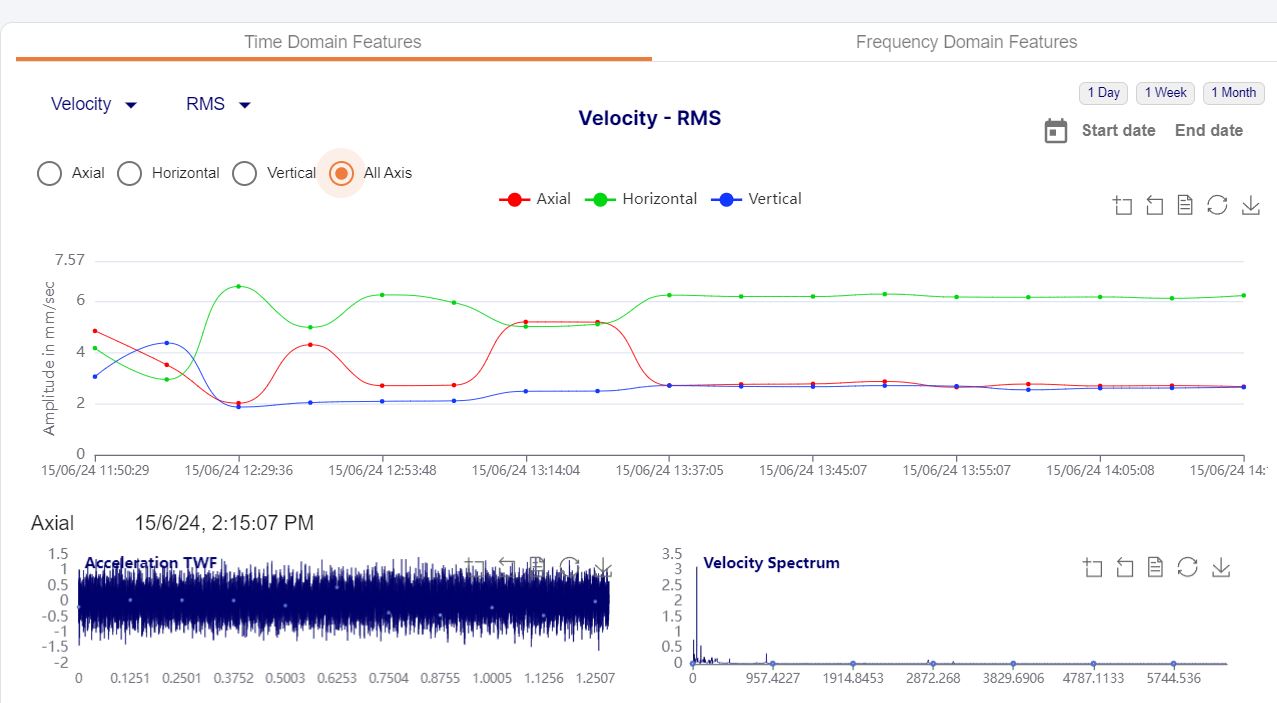 Time Domain Features Frequency Domain Features
Velocity RMS 1 Day 1 Week 1 Month
Velocity - RMS
Start date End date
Axial Horizontal Vertical All Axis
Axial Horizontal Vertical
7.57
6
4
2
0
Amplitude in mm/sec
15/06/24 11:50:29 15/06/24 12:29:36 15/06/24 12:53:48 15/06/24 13:14:04 15/06/24 13:37:05 15/06/24 13:45:07 15/06/24 13:55:07 15/06/24 14:05:08 15/06/24 14:
Axial 15/6/24, 2:15:07 PM
Acceleration TWF
1.5
1
0.5
0
-0.5
-1
-1.5
-2
0 0.1251 0.2501 0.3752 0.5003 0.6253 0.7504 0.8755 1.0005 1.1256 1.2507
Velocity Spectrum
3.5
3
2.5
2
1.5
1
0.5
0
0 957.4227 1914.8453 2872.268 3829.6906 4787.1133 5744.536